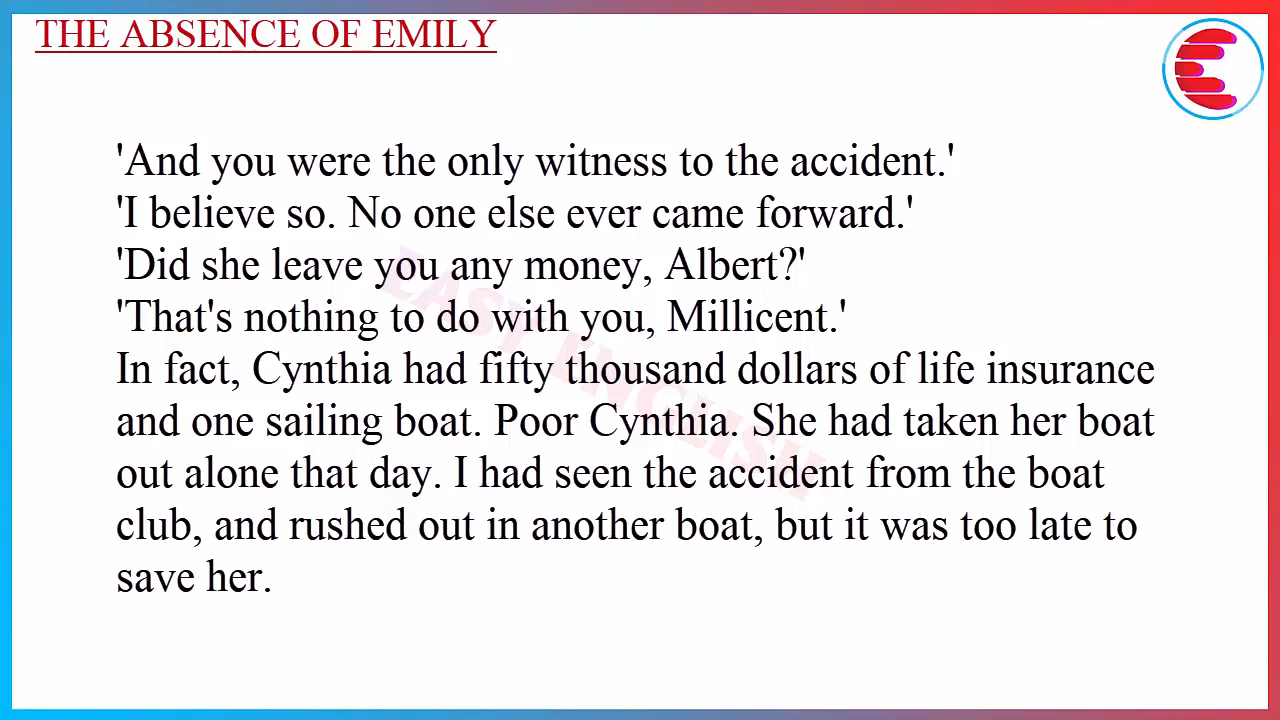 THE ABSENCE OF EMILY
'And you were the only witness to the accident.'
'I believe so. No one else ever came forward.'
'Did she leave you any money, Albert?'
'That's nothing to do with you, Millicent.'
In fact, Cynthia had fifty thousand dollars of life insurance
and one sailing boat. Poor Cynthia. She had taken her boat
out alone that day. I had seen the accident from the boat
club, and rushed out in another boat, but it was too late to
save her.
EASY ENGLISH